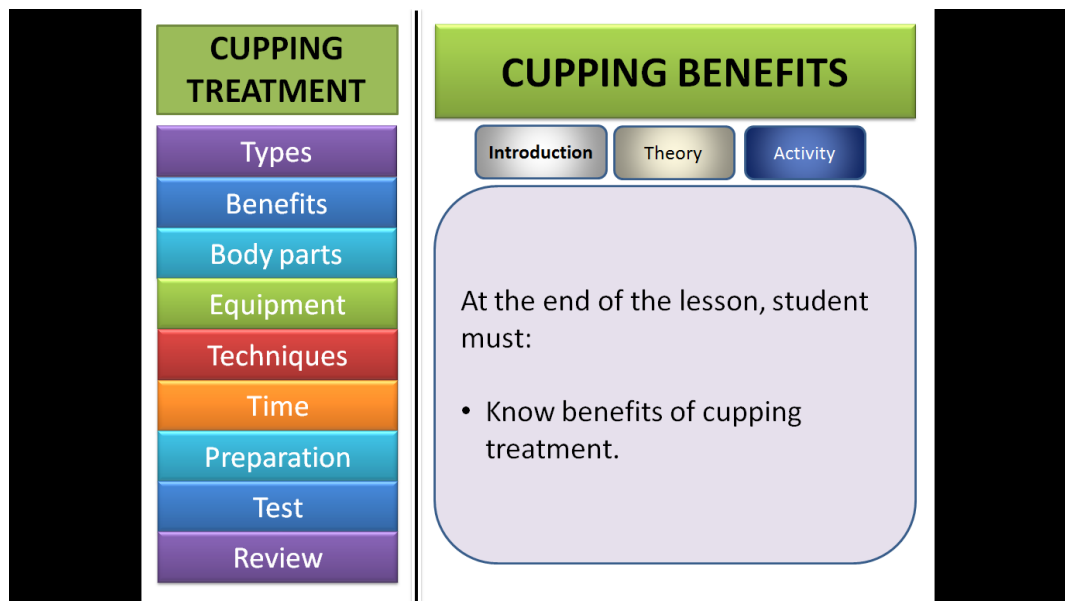 CUPPING
TREATMENT
Types
Benefits
Body parts
Equipment
Techniques
Time
Preparation
Test
Review
CUPPING BENEFITS
Introduction
Theory
Activity
At the end of the lesson, student
must:
• Know benefits of cupping
treatment.